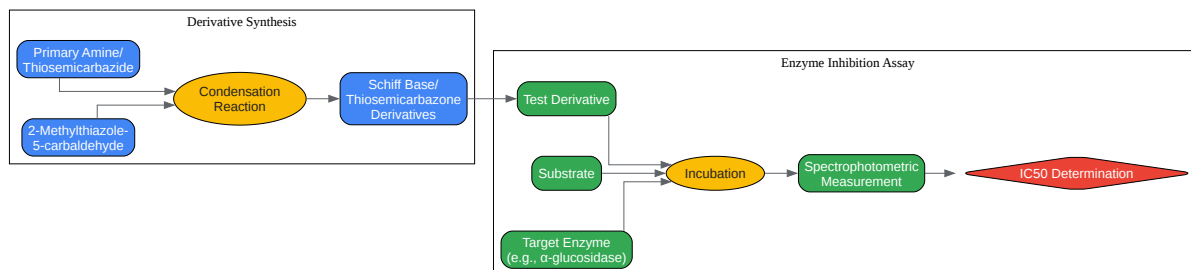 Derivative Synthesis
Primary Amine/
Thiosemicarbazide
2-Methylthiazole-
5-carbaldehyde
Condensation
Reaction
Schiff Base/
Thiosemicarbazone
Derivatives
Enzyme Inhibition Assay
Test Derivative
Substrate
Target Enzyme
(e.g., α-glucosidase)
Incubation
Spectrophotometric
Measurement
IC50 Determination